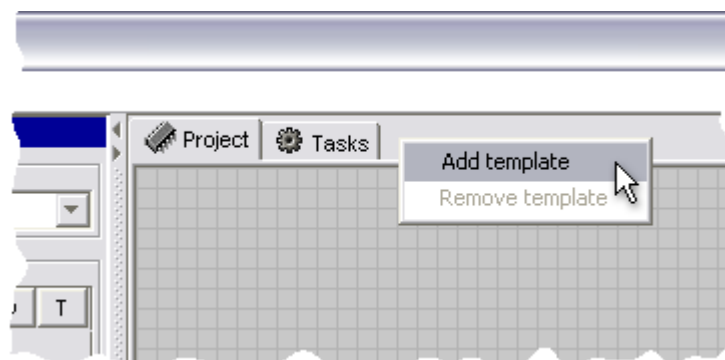 Project
Tasks
Add template
Remove template
T